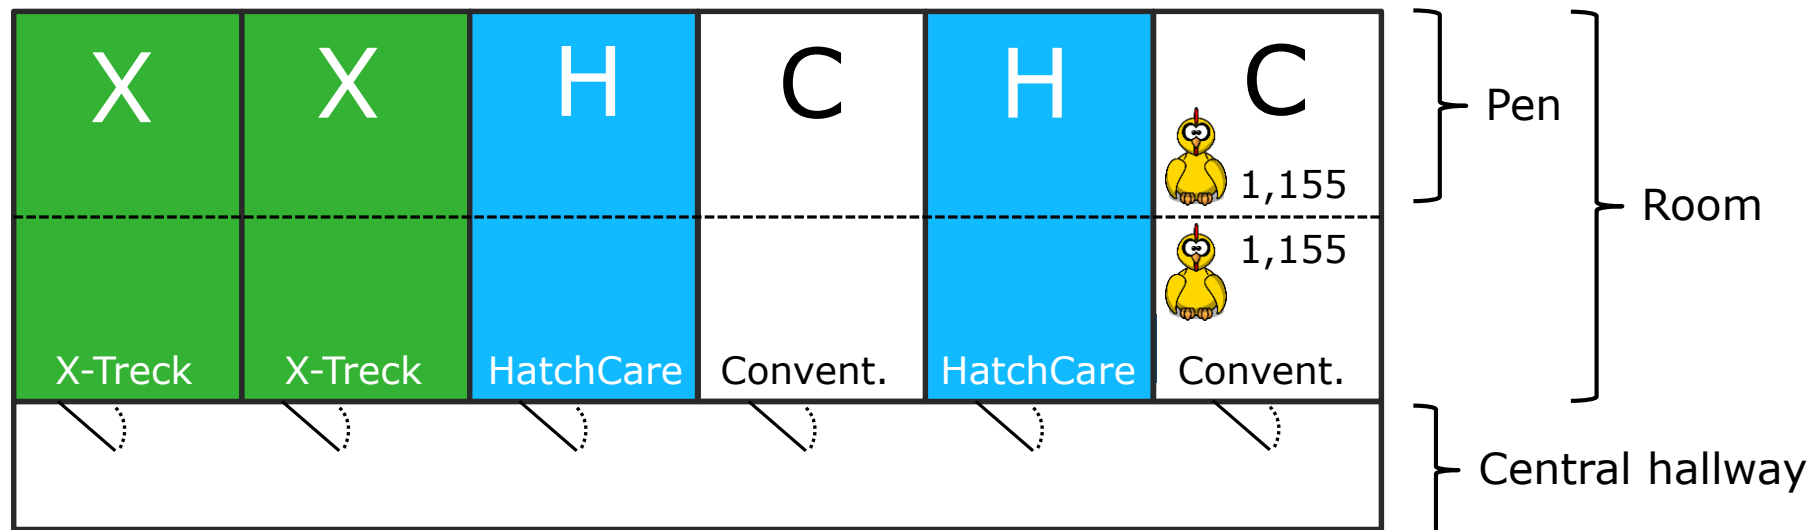 X X H C H C
Pen
1,155
Room
1,155
X-Treck X-Treck HatchCare Convent. HatchCare Convent.
Central hallway